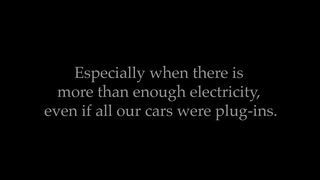 Especially when there is
more than enough electricity,
even if all our cars were plug-ins.